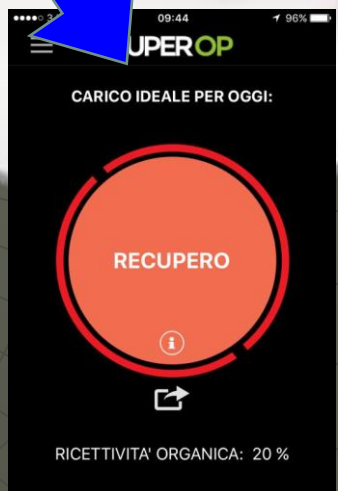 09:44
96%
UPEROP
CARICO IDEALE PER OGGI:
RECUPERO
i
RICETTIVITA' ORGANICA: 20 %